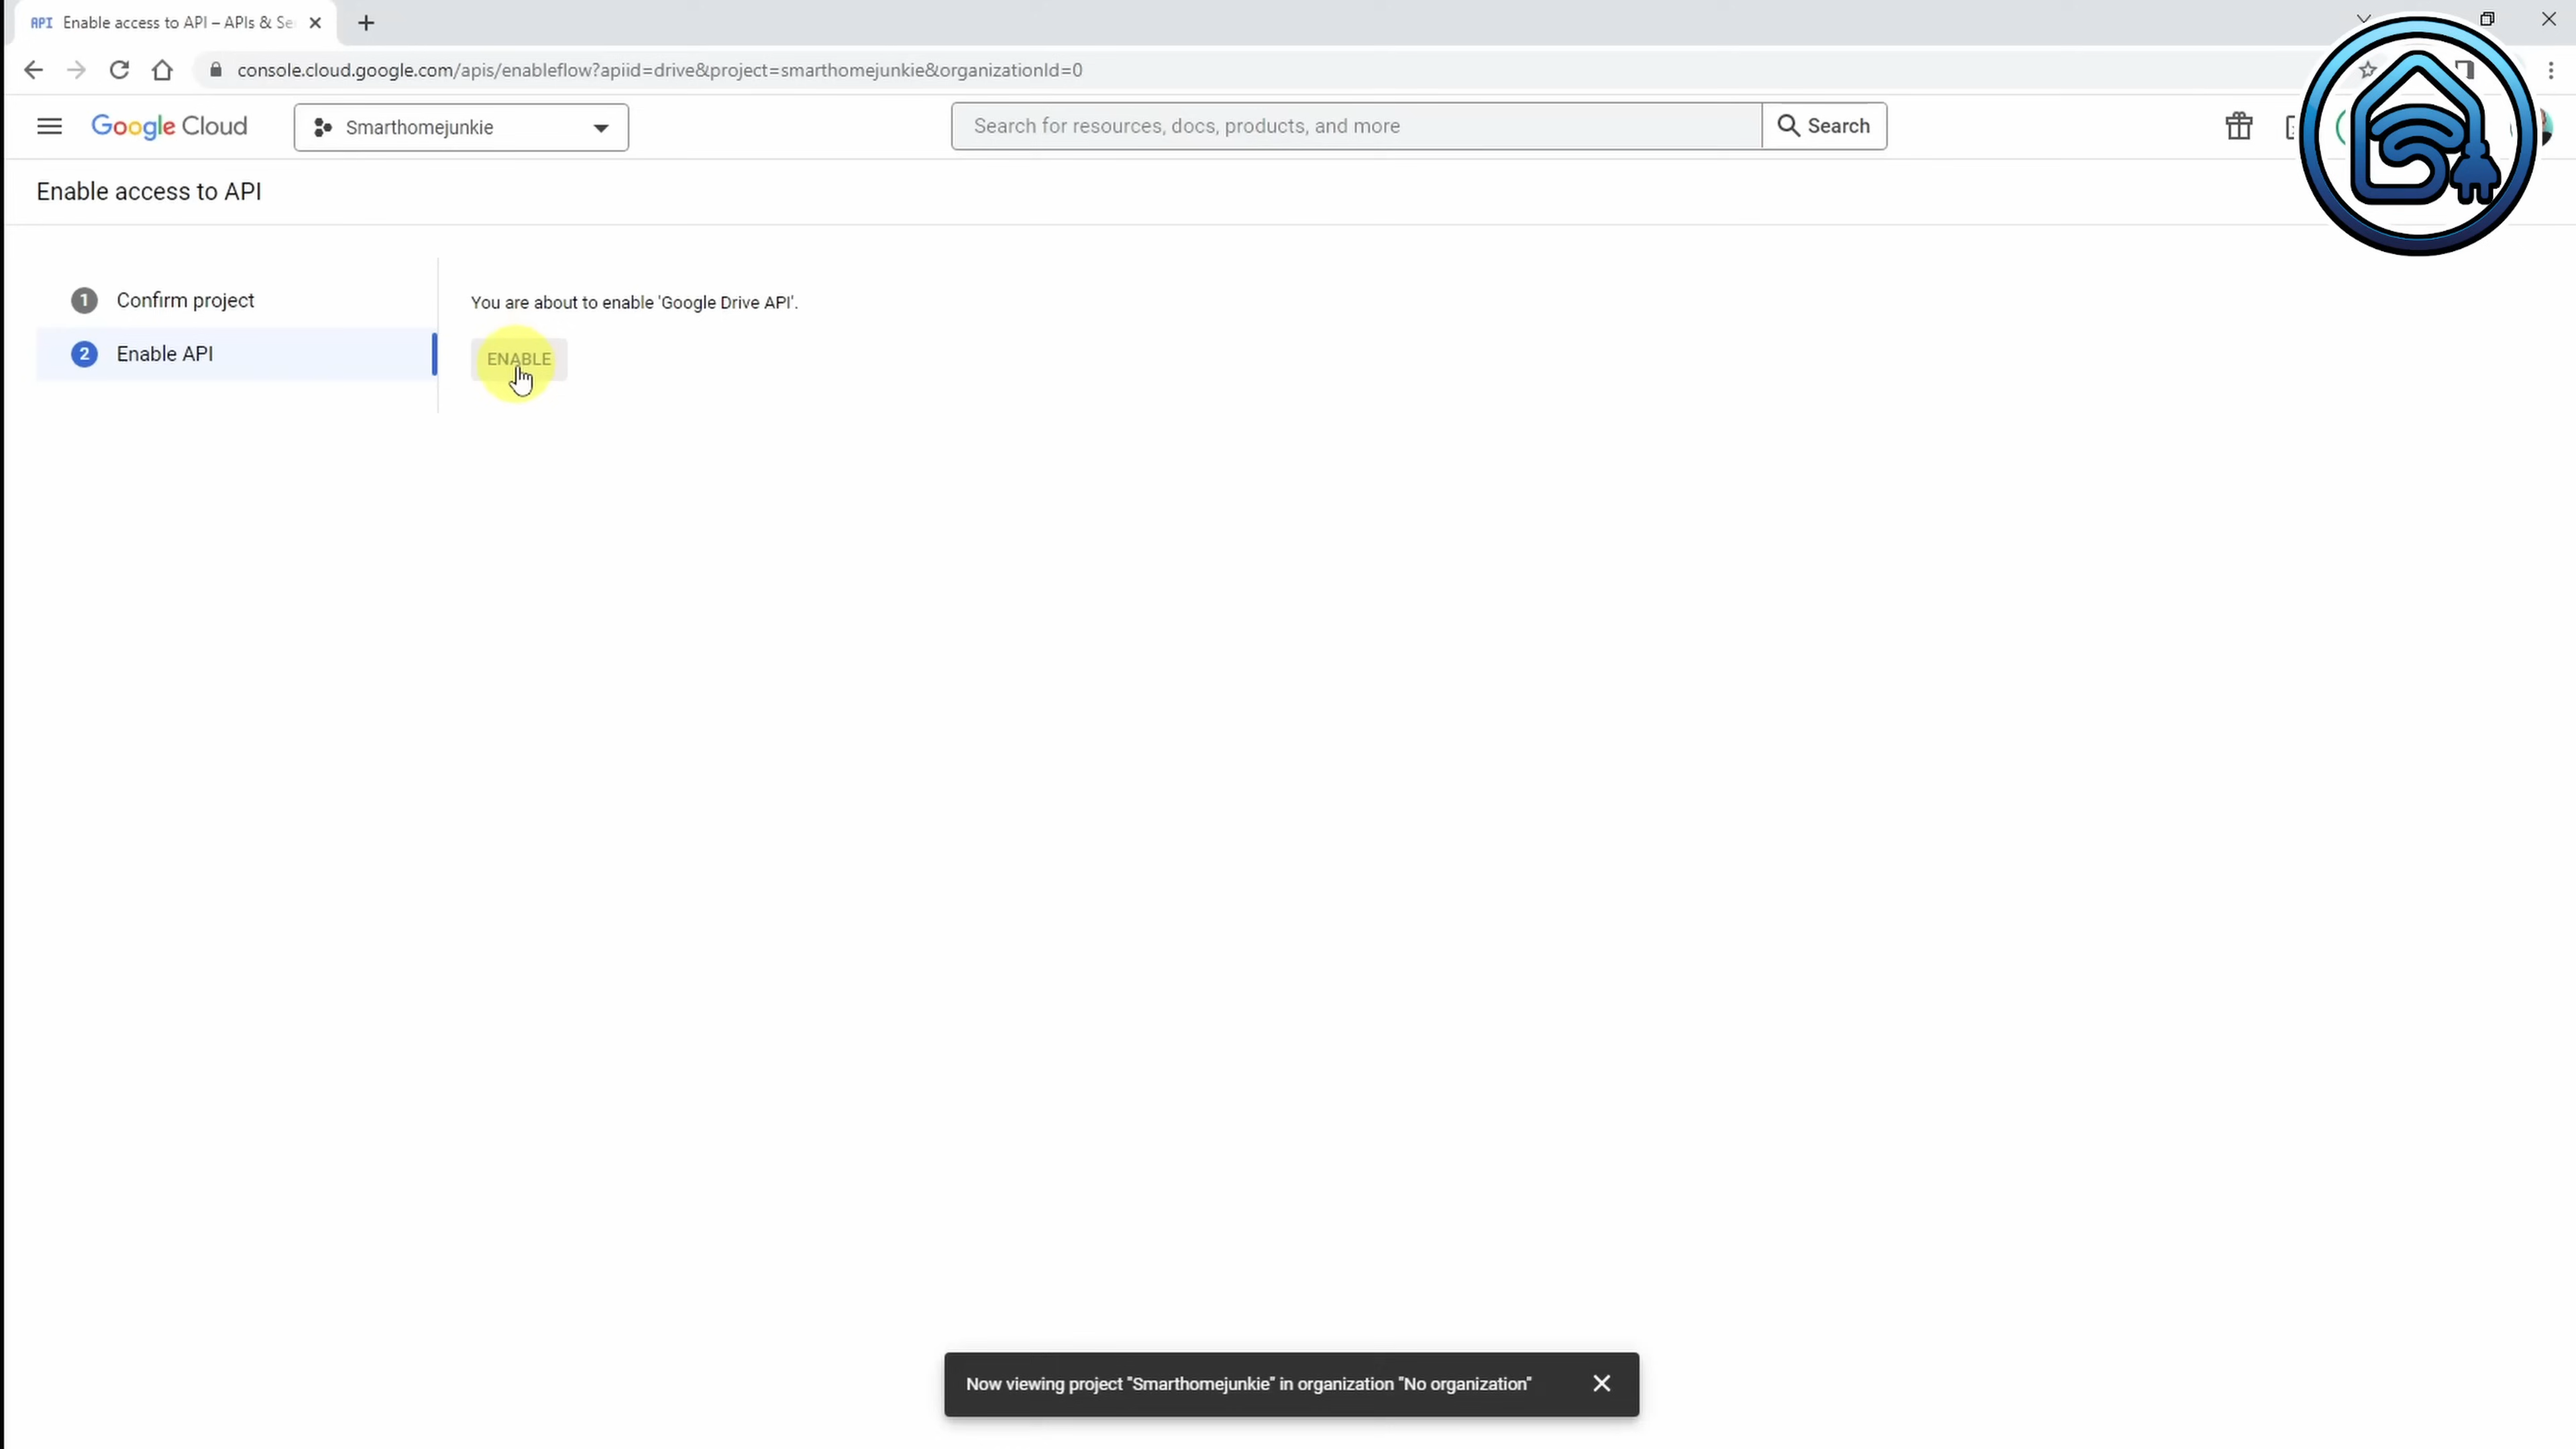 API Enable access to API – APIs & Se
console.cloud.google.com/apis/enableflow?apiid=drive&project=smarthomejunkie&organizationId=0
Google Cloud
Smarthomejunkie
Search for resources, docs, products, and more
Search
Enable access to API
1 Confirm project
2 Enable API
You are about to enable 'Google Drive API'.
ENABLE
Now viewing project "Smarthomejunkie" in organization "No organization"